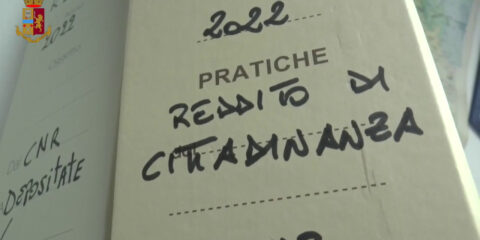 2022
PRATICHE
REDDITO DI
CITTADINANZA
2022
CNR
DEPOSITATE